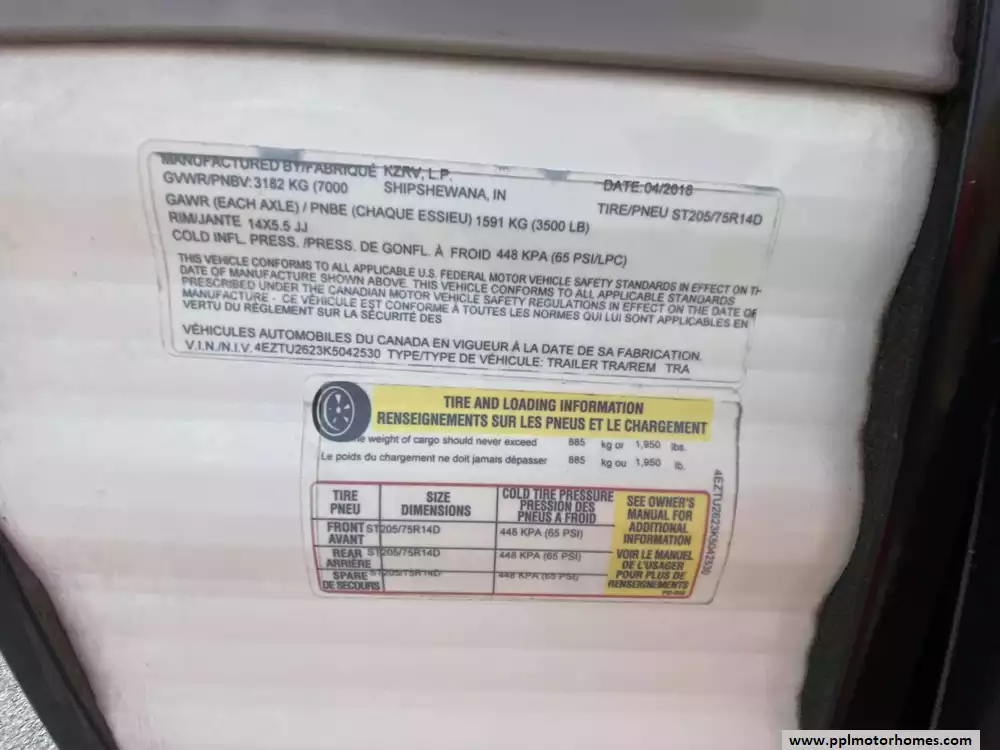 MANUFACTURED BY/FABRIQUÉ KZRV, L.P.
SHIPSHEWANA, IN
DATE:04/2018
GVWR/PNBV: 3182 KG (7000
TIRE/PNEU ST205/75R14D
GAWR (EACH AXLE) / PNBE (CHAQUE ESSIEU) 1591 KG (3500 LB)
RIM/JANTE 14X5.5 JJ
COLD INFL. PRESS. /PRESS. DE GONFL. À FROID 448 KPA (65 PSI/LPC)
THIS VEHICLE CONFORMS TO ALL APPLICABLE U.S. FEDERAL MOTOR VEHICLE SAFETY STANDARDS IN EFFECT ON TH
DATE OF MANUFACTURE SHOWN ABOVE. THIS VEHICLE CONFORMS TO ALL APPLICABLE STANDARDS
PRESCRIBED UNDER THE CANADIAN MOTOR VEHICLE SAFETY REGULATIONS IN EFFECT ON THE DATE OF
MANUFACTURE - CE VÉHICULE EST CONFORME À TOUTES LES NORMES QUI LUI SONT APPLICABLES EN
VERTU DU RÈGLEMENT SUR LA SÉCURITÉ DES
VÉHICULES AUTOMOBILES DU CANADA EN VIGUEUR À LA DATE DE SA FABRICATION.
V.I.N./N.I.V. 4EZTU2623K5042530 TYPE/TYPE DE VÉHICULE: TRAILER TRA/REM TRA
TIRE AND LOADING INFORMATION
RENSEIGNEMENTS SUR LES PNEUS ET LE CHARGEMENT
e weight of cargo should never exceed 885 kg or 1,950 lbs.
Le poids du chargement ne doit jamais dépasser 885 kg ou 1,950 lb.
TIRE
PNEU
SIZE
DIMENSIONS
COLD TIRE PRESSURE
PRESSION DES
PNEUS A FROID
SEE OWNER'S
MANUAL FOR
ADDITIONAL
INFORMATION
VOIR LE MANUEL
DE L'USAGER
POUR PLUS DE
RENSEIGNEMENTS
FRONT
AVANT
ST205/75R14D
448 KPA (65 PSI)
REAR
ARRIÈRE
ST205/75R14D
448 KPA (65 PSI)
SPARE
DE SECOURS
ST205/75R14D
448 KPA (65 PSI)
4EZTU2623K5042530
www.pplmotorhomes.com